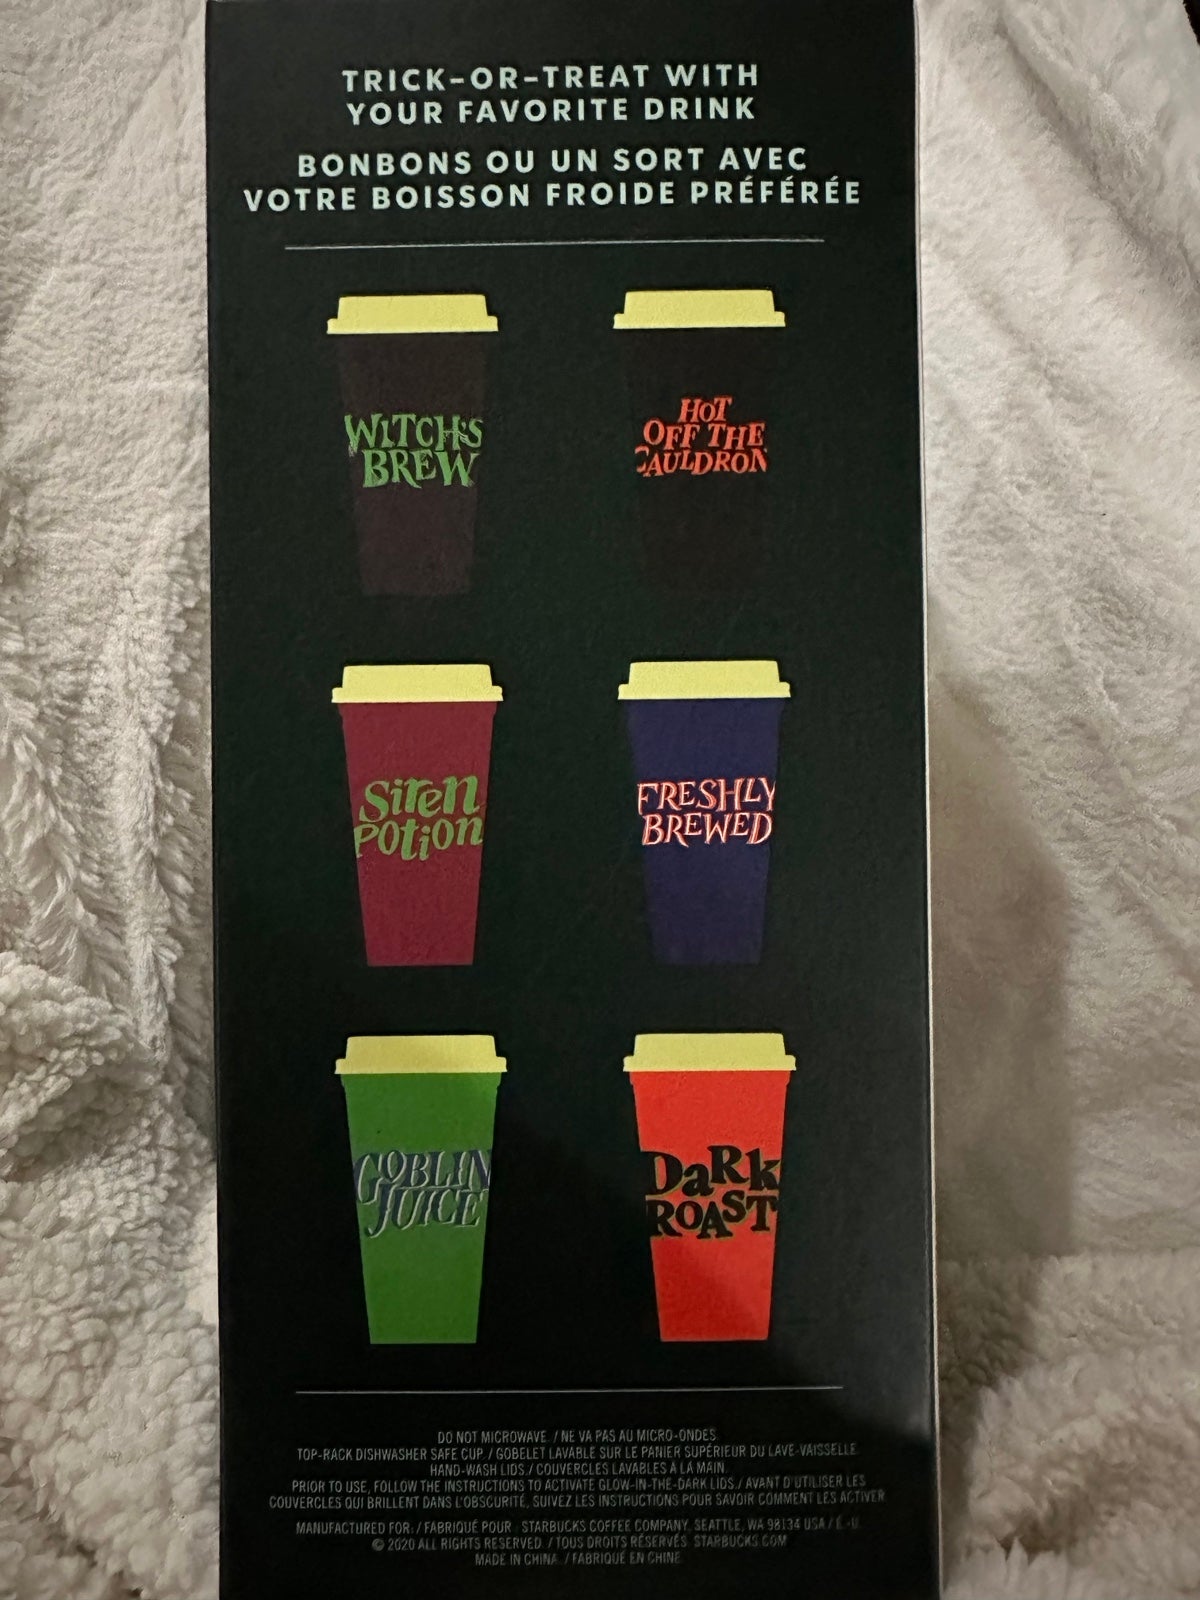 TRICK-OR-TREAT WITH
YOUR FAVORITE DRINK
BONBONS OU UN SORT AVEC
VOTRE BOISSON FROIDE PRÉFÉRÉE
WITCH'S
BREW
HOT
OFF THE
CAULDRON
Siren
Potion
FRESHLY
BREWED
GOBLIN
JUICE
DaRk
ROAST
DO NOT MICROWAVE. / NE VA PAS AU MICRO-ONDES.
TOP-RACK DISHWASHER SAFE CUP. / GOBELET LAVABLE SUR LE PANIER SUPÉRIEUR DU LAVE-VAISSELLE.
HAND-WASH LIDS. / COUVERCLES LAVABLES À LA MAIN.
PRIOR TO USE, FOLLOW THE INSTRUCTIONS TO ACTIVATE GLOW-IN-THE-DARK LIDS. / AVANT D'UTILISER LES
COUVERCLES QUI BRILLENT DANS L'OBSCURITÉ, SUIVEZ LES INSTRUCTIONS POUR SAVOIR COMMENT LES ACTIVER.
MANUFACTURED FOR: / FABRIQUÉ POUR : STARBUCKS COFFEE COMPANY, SEATTLE, WA 98134 USA / É.-U.
© 2020 ALL RIGHTS RESERVED. / TOUS DROITS RÉSERVÉS. STARBUCKS.COM
MADE IN CHINA. / FABRIQUÉ EN CHINE.